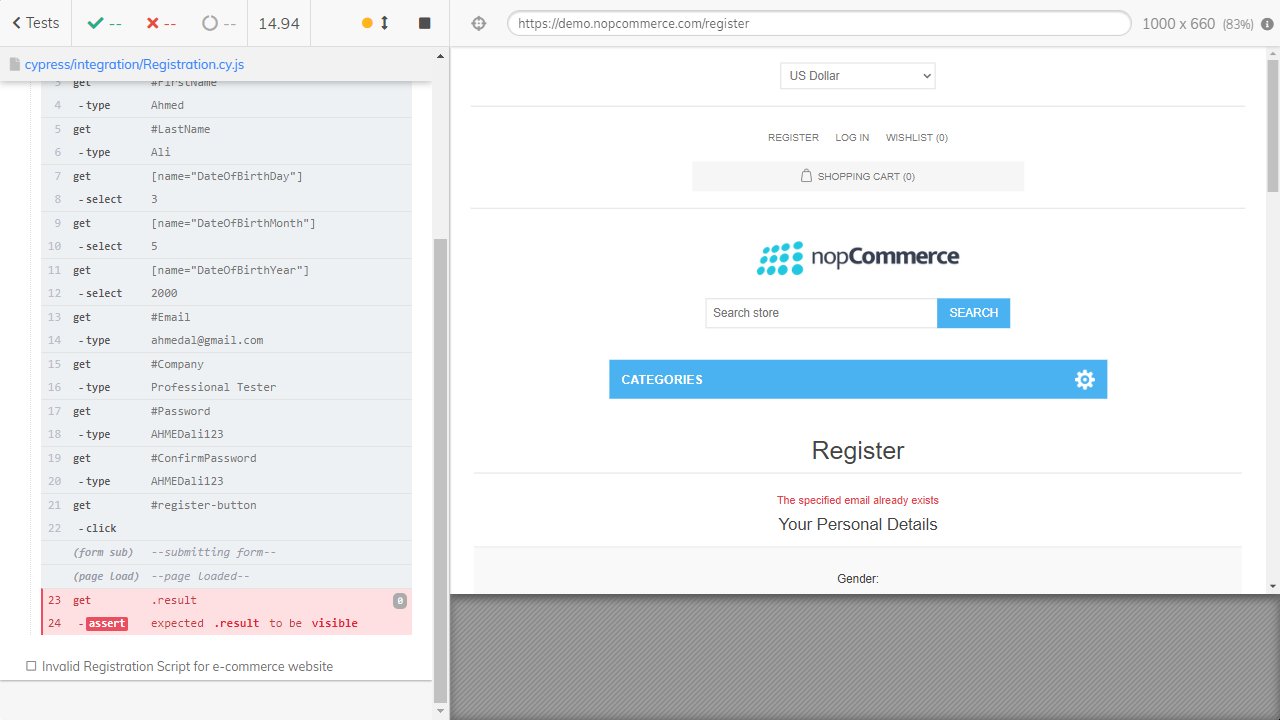 Tests
--
--
--
14.94
cypress/integration/Registration.cy.js
3 get #FirstName
4 -type Ahmed
5 get #LastName
6 -type Ali
7 get [name="DateOfBirthDay"]
8 -select 3
9 get [name="DateOfBirthMonth"]
10 -select 5
11 get [name="DateOfBirthYear"]
12 -select 2000
13 get #Email
14 -type ahmedal@gmail.com
15 get #Company
16 -type Professional Tester
17 get #Password
18 -type AHMEDali123
19 get #ConfirmPassword
20 -type AHMEDali123
21 get #register-button
22 -click
(form sub) --submitting form--
(page load) --page loaded--
23 get .result 0
24 -assert expected .result to be visible
Invalid Registration Script for e-commerce website
https://demo.nopcommerce.com/register
1000 x 660 (83%)
US Dollar
REGISTER LOG IN WISHLIST (0)
SHOPPING CART (0)
nopCommerce
Search store SEARCH
CATEGORIES
Register
The specified email already exists
Your Personal Details
Gender: